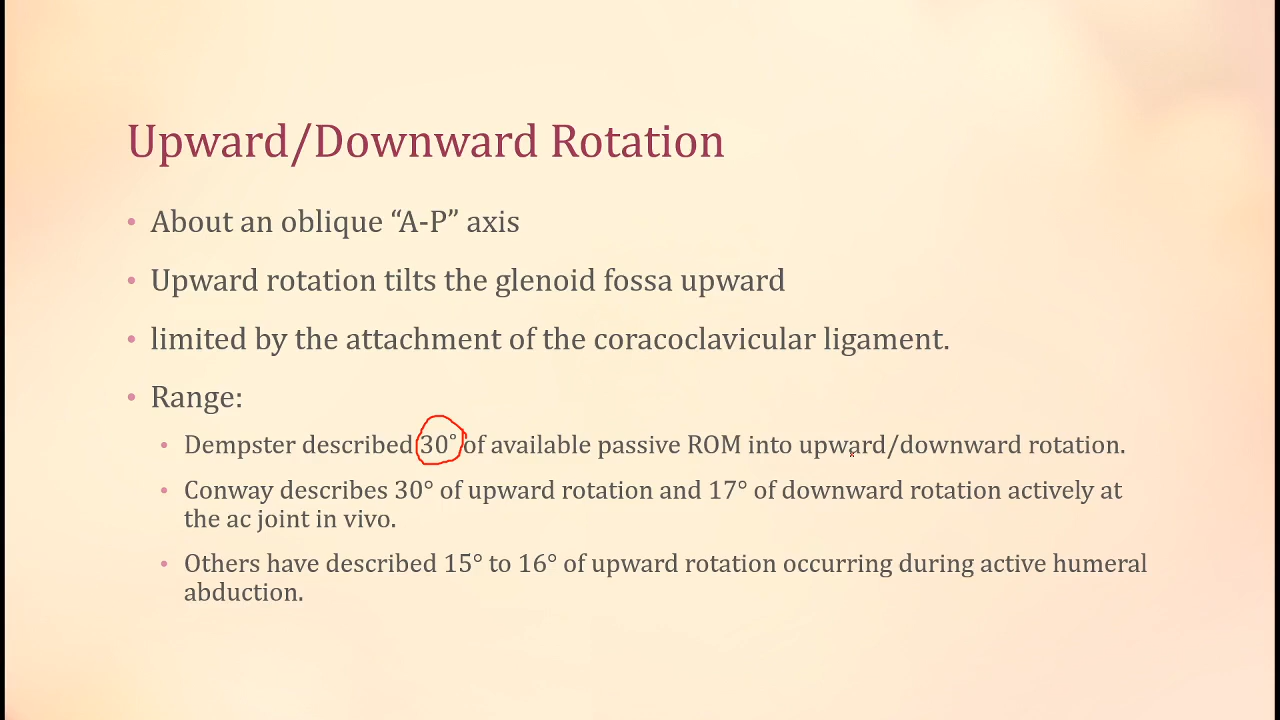 Upward/Downward Rotation
• About an oblique “A-P” axis
• Upward rotation tilts the glenoid fossa upward
• limited by the attachment of the coracoclavicular ligament.
• Range:
• Dempster described 30° of available passive ROM into upward/downward rotation.
• Conway describes 30° of upward rotation and 17° of downward rotation actively at
the ac joint in vivo.
• Others have described 15° to 16° of upward rotation occurring during active humeral
abduction.